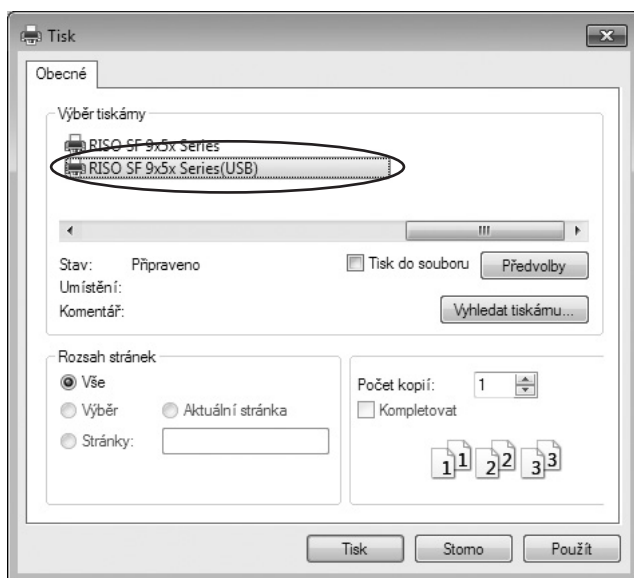 Tisk
Obecné
Výběr tiskárny
RISO SF 9x5x Series
RISO SF 9x5x Series(USB)
Stav: Připraveno
Tisk do souboru
Předvolby
Umístění:
Komentář:
Vyhledat tiskárnu...
Rozsah stránek
Vše
Výběr
Aktuální stránka
Stránky:
Počet kopií: 1
Kompletovat
1 1 2 2 3 3
Tisk
Storno
Použít